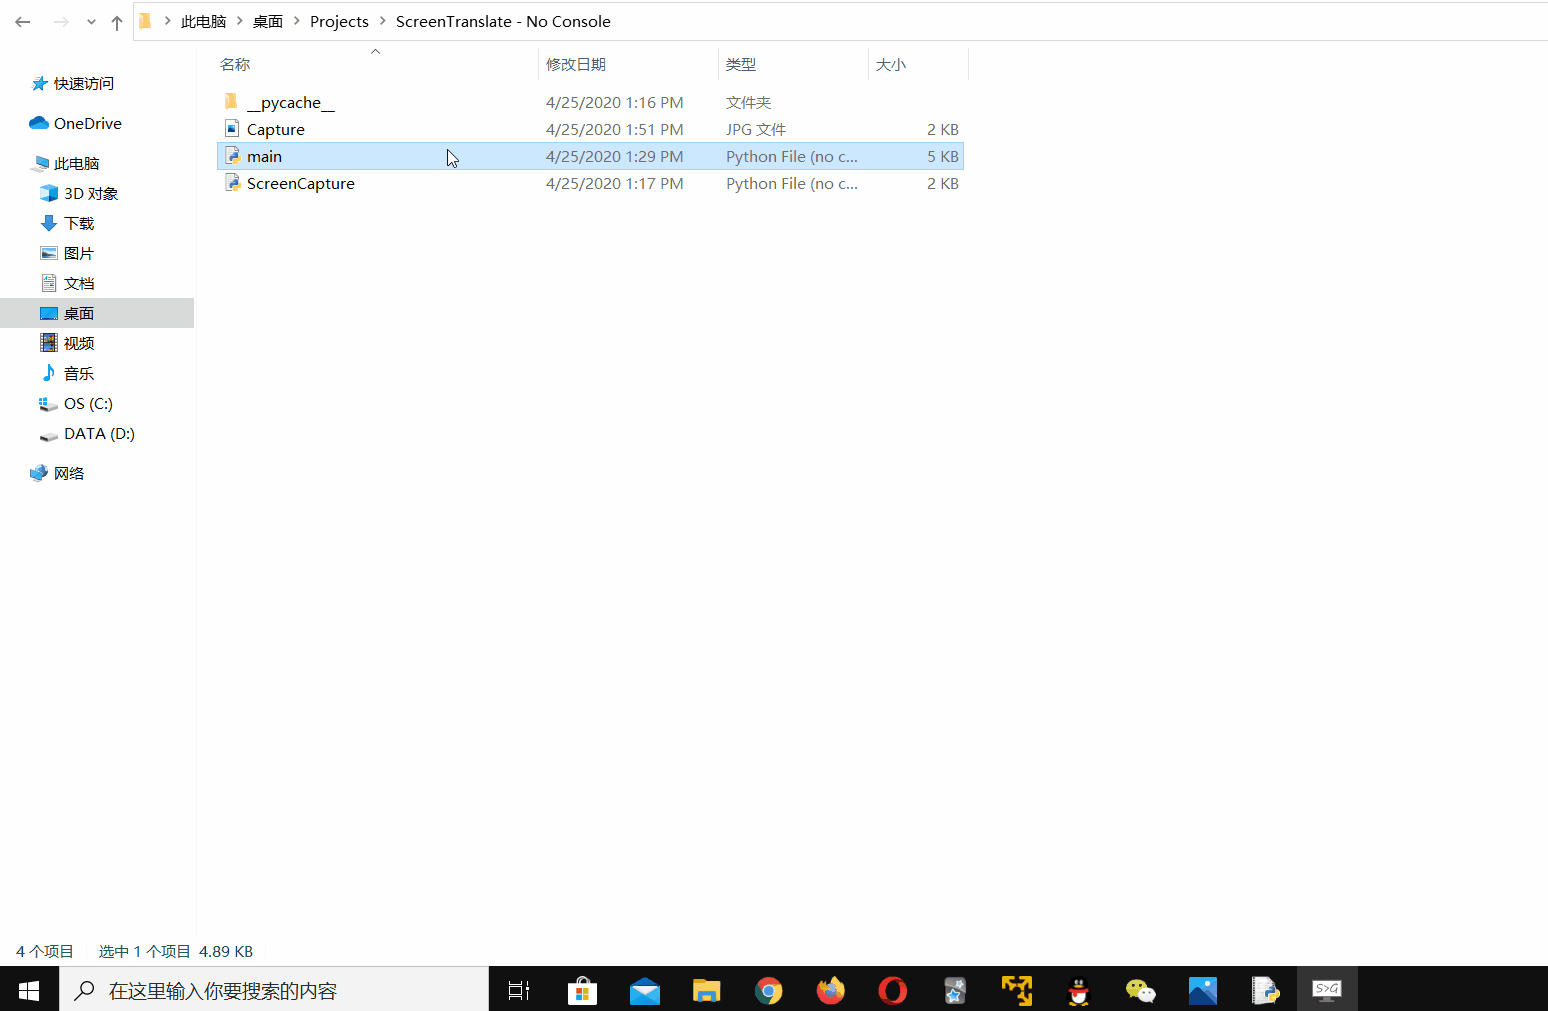 此电脑 > 桌面 > Projects > ScreenTranslate - No Console
名称 修改日期 类型 大小
__pycache__ 4/25/2020 1:16 PM 文件夹
Capture 4/25/2020 1:51 PM JPG 文件 2 KB
main 4/25/2020 1:29 PM Python File (no c... 5 KB
ScreenCapture 4/25/2020 1:17 PM Python File (no c... 2 KB
快速访问
OneDrive
此电脑
3D 对象
下载
图片
文档
桌面
视频
音乐
OS (C:)
DATA (D:)
网络
4 个项目 选中 1 个项目 4.89 KB
在这里输入你要搜索的内容
S>G